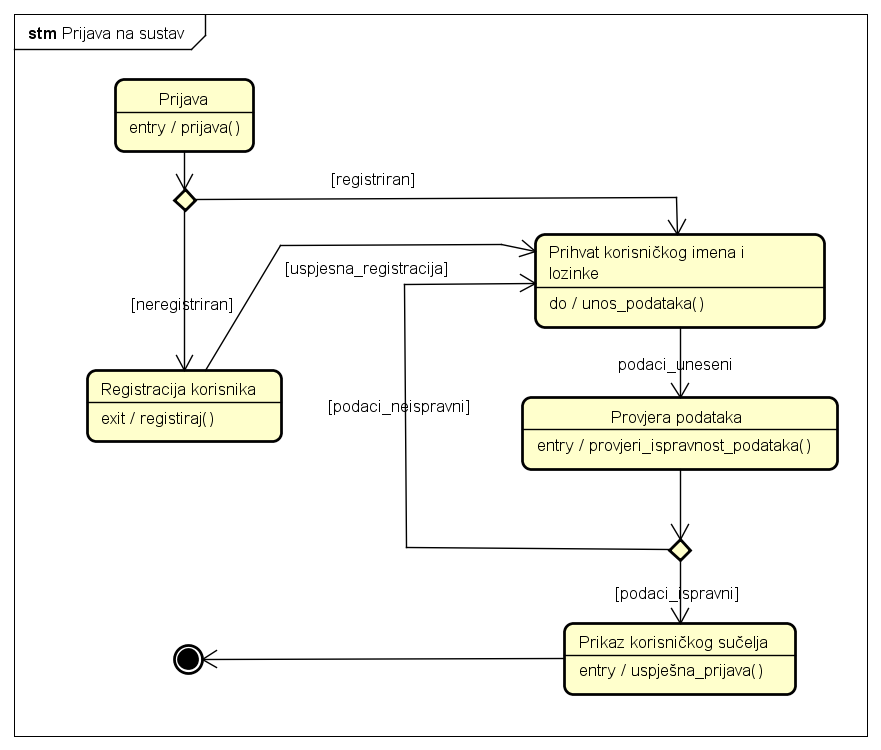 stm Prijava na sustav
Prijava
entry / prijava()
[registriran]
[neregistriran]
[uspjesna_registracija]
Prihvat korisničkog imena i
lozinke
do / unos_podataka()
podaci_uneseni
Registracija korisnika
exit / registiraj()
[podaci_neispravni]
Provjera podataka
entry / provjeri_ispravnost_podataka()
[podaci_ispravni]
Prikaz korisničkog sučelja
entry / uspješna_prijava()